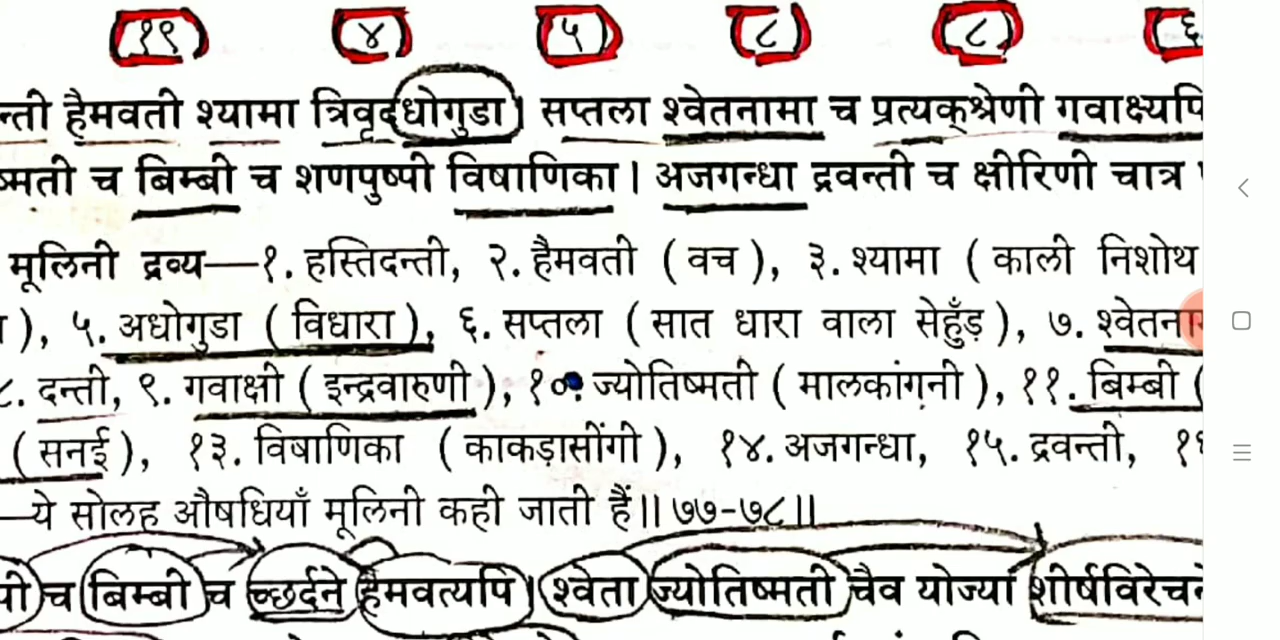 १९ ४ ५ ८ ८ ६
न्ती हैमवती श्यामा त्रिवृदधोगुडा। सप्तला श्वेतनामा च प्रत्यक्श्रेणी गवाक्ष्यपि
ष्मती च बिम्बी च शणपुष्पी विषाणिका। अजगन्धा द्रवन्ती च क्षीरिणी चात्र
मूलिनी द्रव्य—१. हस्तिदन्ती, २. हैमवती ( वच ), ३. श्यामा ( काली निशोथ
), ५. अधोगुडा ( विधारा ), ६. सप्तला ( सात धारा वाला सेहुँड़ ), ७. श्वेतना
८. दन्ती, ९. गवाक्षी ( इन्द्रवारुणी ), १०. ज्योतिष्मती ( मालकांगनी ), ११. बिम्बी (
( सनई ), १३. विषाणिका ( काकड़ासींगी ), १४. अजगन्धा, १५. द्रवन्ती,
—ये सोलह औषधियाँ मूलिनी कही जाती हैं॥ ७७-७८॥
पी च बिम्बी च च्छर्दने हैमवत्यपि। श्वेता ज्योतिष्मती चैव योज्या शीर्षविरेचने